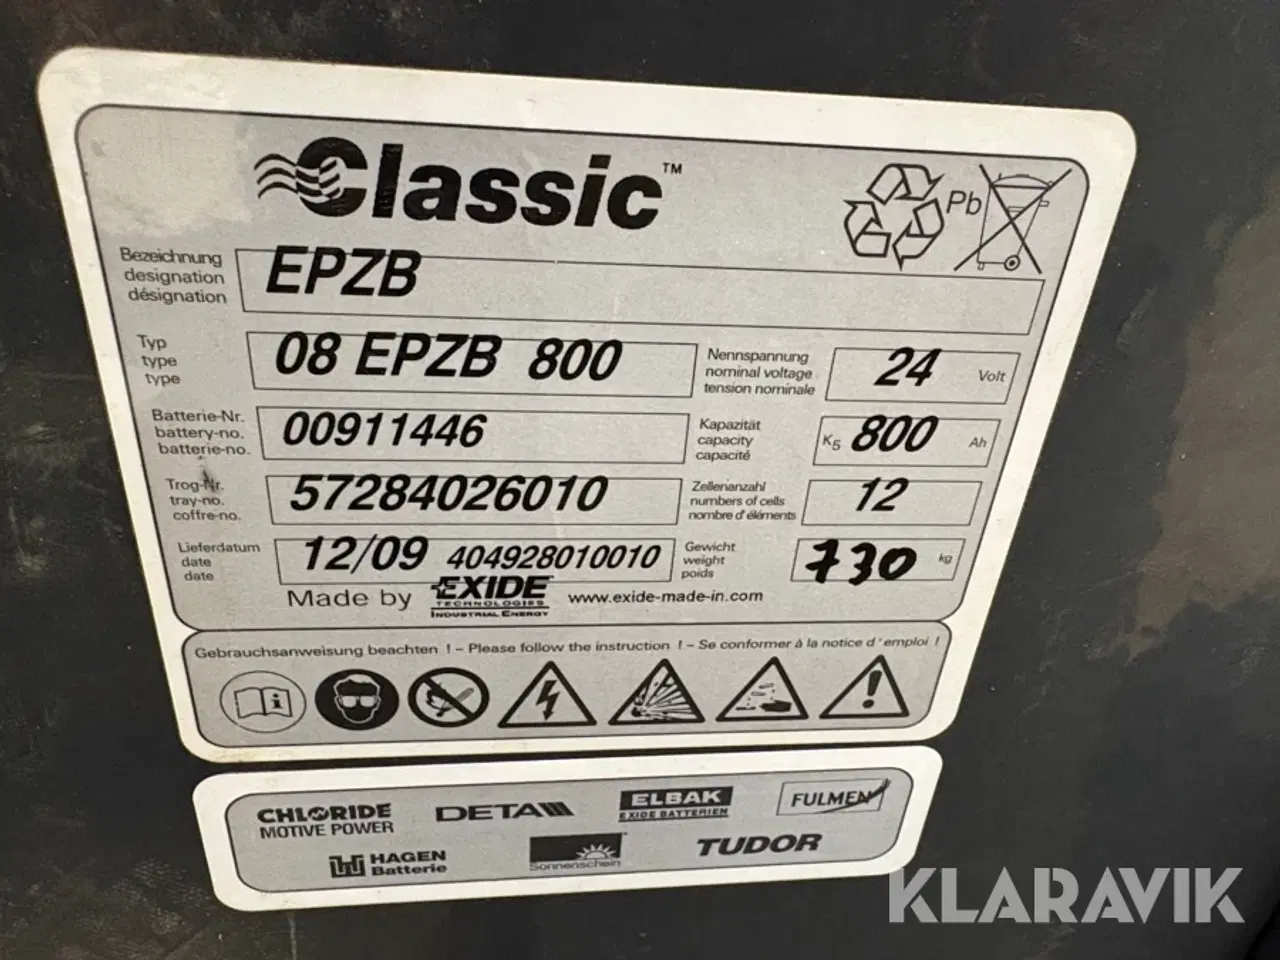 Classic™
Pb
Bezeichnung
designation
désignation
EPZB
Typ
type
type
08 EPZB 800
Nennspannung
nominal voltage
tension nominale
24 Volt
Batterie-Nr.
battery-no.
batterie-no.
00911446
Kapazität
capacity
capacité
K5 800 Ah
Trog-Nr.
tray-no.
coffre-no.
57284026010
Zellenanzahl
numbers of cells
nombre d'éléments
12
Lieferdatum
date
date
12/09 404928010010
Gewicht
weight
poids
730 kg
Made by EXIDE
TECHNOLOGIES
INDUSTRIAL ENERGY
www.exide-made-in.com
Gebrauchsanweisung beachten ! – Please follow the instruction ! – Se conformer à la notice d'emploi !
CHLORIDE
MOTIVE POWER
DETA
ELBAK
EXIDE BATTERIEN
FULMEN
HAGEN
Batterie
Sonnenschein
TUDOR
KLARAVIK